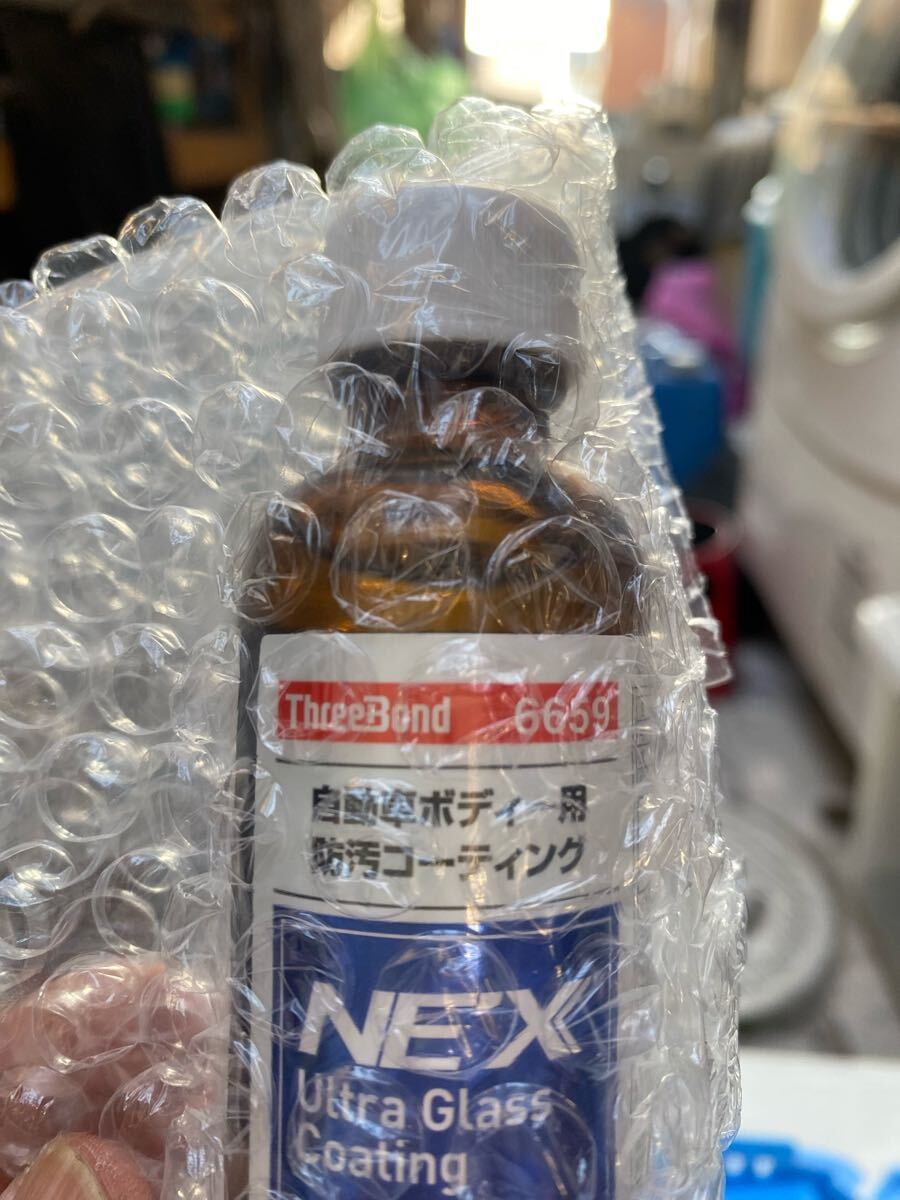 ThreeBond 6659
自動車ボディー用
防汚コーティング
NEX
Ultra Glass
Coating